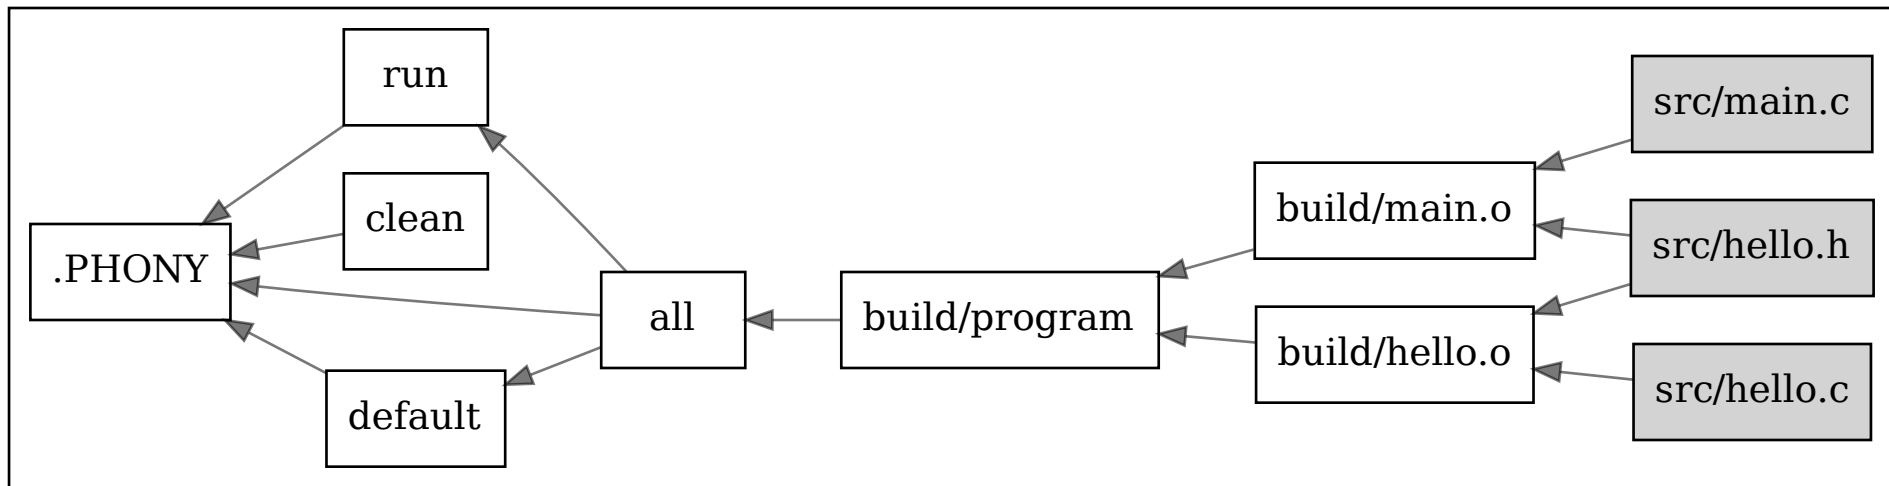 run
src/main.c
clean
build/main.o
src/hello.h
.PHONY
all
build/program
build/hello.o
src/hello.c
default